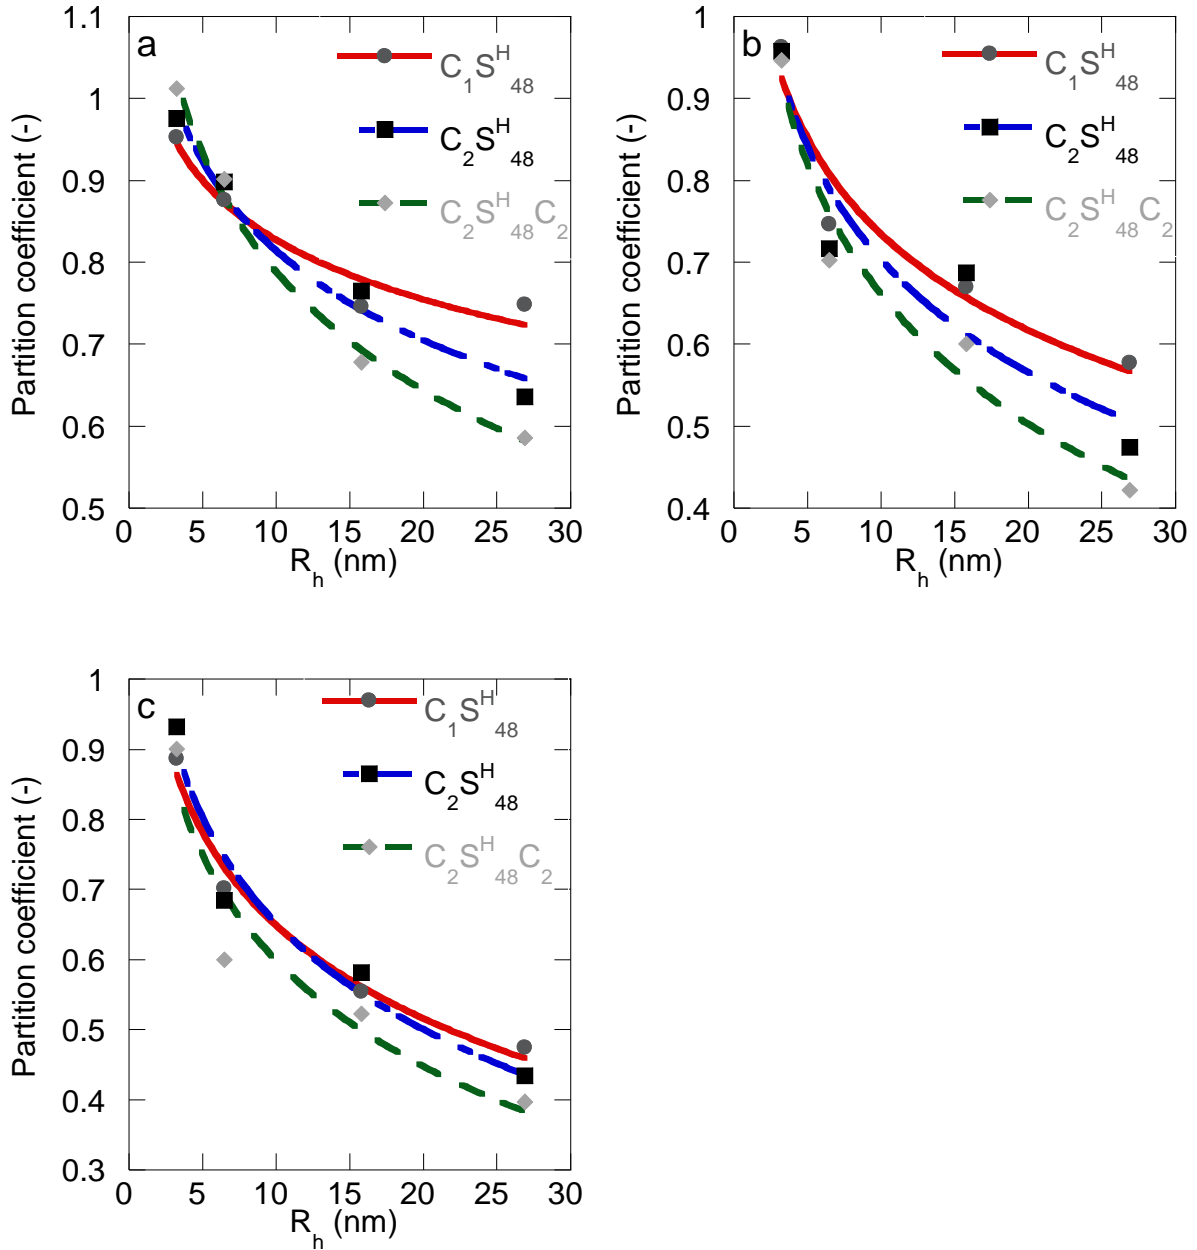 a
1.1
1
0.9
0.8
0.7
0.6
0.5
Partition coefficient (-)
C₁Sᴴ₄₈
C₂Sᴴ₄₈
C₂Sᴴ₄₈C₂
0 5 10 15 20 25 30
Rₕ (nm)
b
1
0.9
0.8
0.7
0.6
0.5
0.4
Partition coefficient (-)
C₁Sᴴ₄₈
C₂Sᴴ₄₈
C₂Sᴴ₄₈C₂
0 5 10 15 20 25 30
Rₕ (nm)
c
1
0.9
0.8
0.7
0.6
0.5
0.4
0.3
Partition coefficient (-)
C₁Sᴴ₄₈
C₂Sᴴ₄₈
C₂Sᴴ₄₈C₂
0 5 10 15 20 25 30
Rₕ (nm)